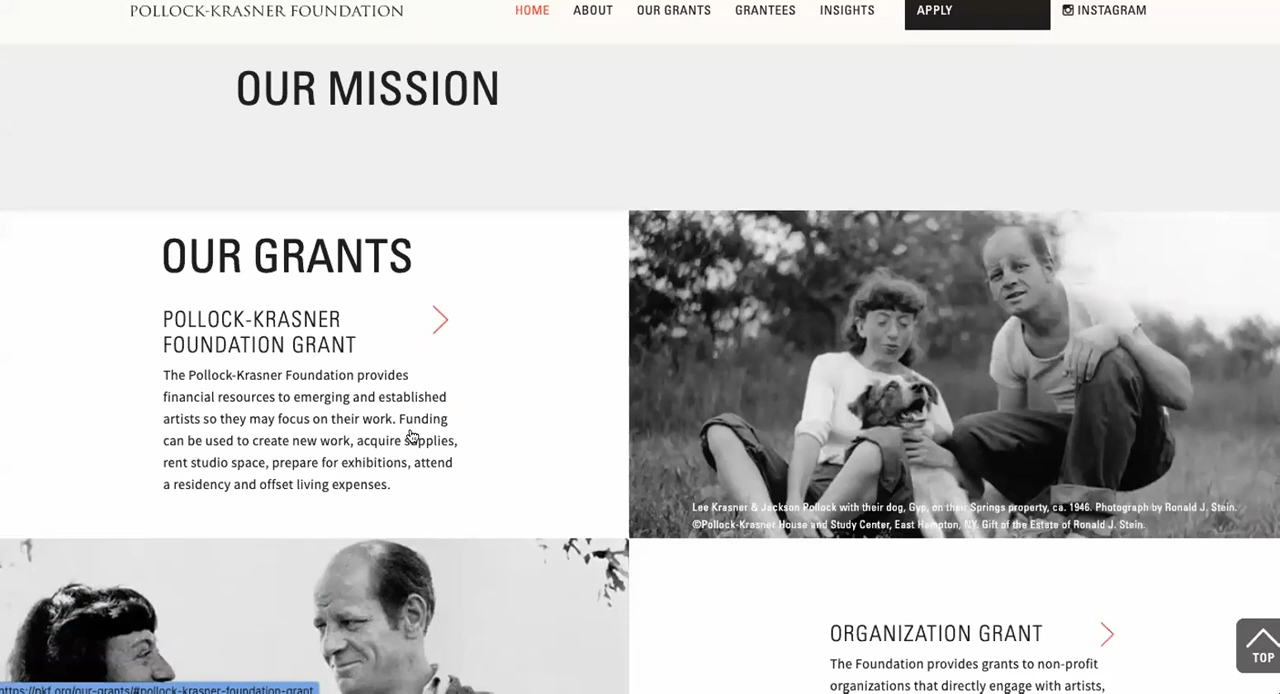 POLLOCK-KRASNER FOUNDATION
HOME ABOUT OUR GRANTS GRANTEES INSIGHTS APPLY INSTAGRAM
OUR MISSION
OUR GRANTS
POLLOCK-KRASNER
FOUNDATION GRANT
The Pollock-Krasner Foundation provides
financial resources to emerging and established
artists so they may focus on their work. Funding
can be used to create new work, acquire supplies,
rent studio space, prepare for exhibitions, attend
a residency and offset living expenses.
Lee Krasner & Jackson Pollock with their dog, Gyp, on their Springs property, ca. 1946. Photograph by Ronald J. Stein.
©Pollock-Krasner House and Study Center, East Hampton, NY. Gift of the Estate of Ronald J. Stein.
ORGANIZATION GRANT
The Foundation provides grants to non-profit
organizations that directly engage with artists,
TOP
https://pkf.org/our-grants/#pollock-krasner-foundation-grant